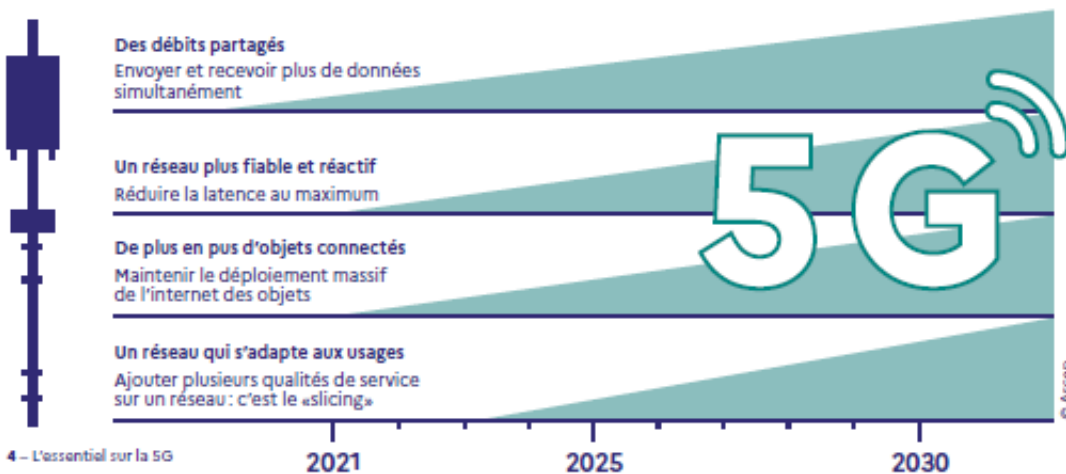 Des débits partagés
Envoyer et recevoir plus de données
simultanément
Un réseau plus fiable et réactif
Réduire la latence au maximum
De plus en pus d'objets connectés
Maintenir le déploiement massif
de l'internet des objets
Un réseau qui s'adapte aux usages
Ajouter plusieurs qualités de service
sur un réseau : c'est le «slicing»
5G
© Arcep
4 – L'essentiel sur la 5G
2021
2025
2030